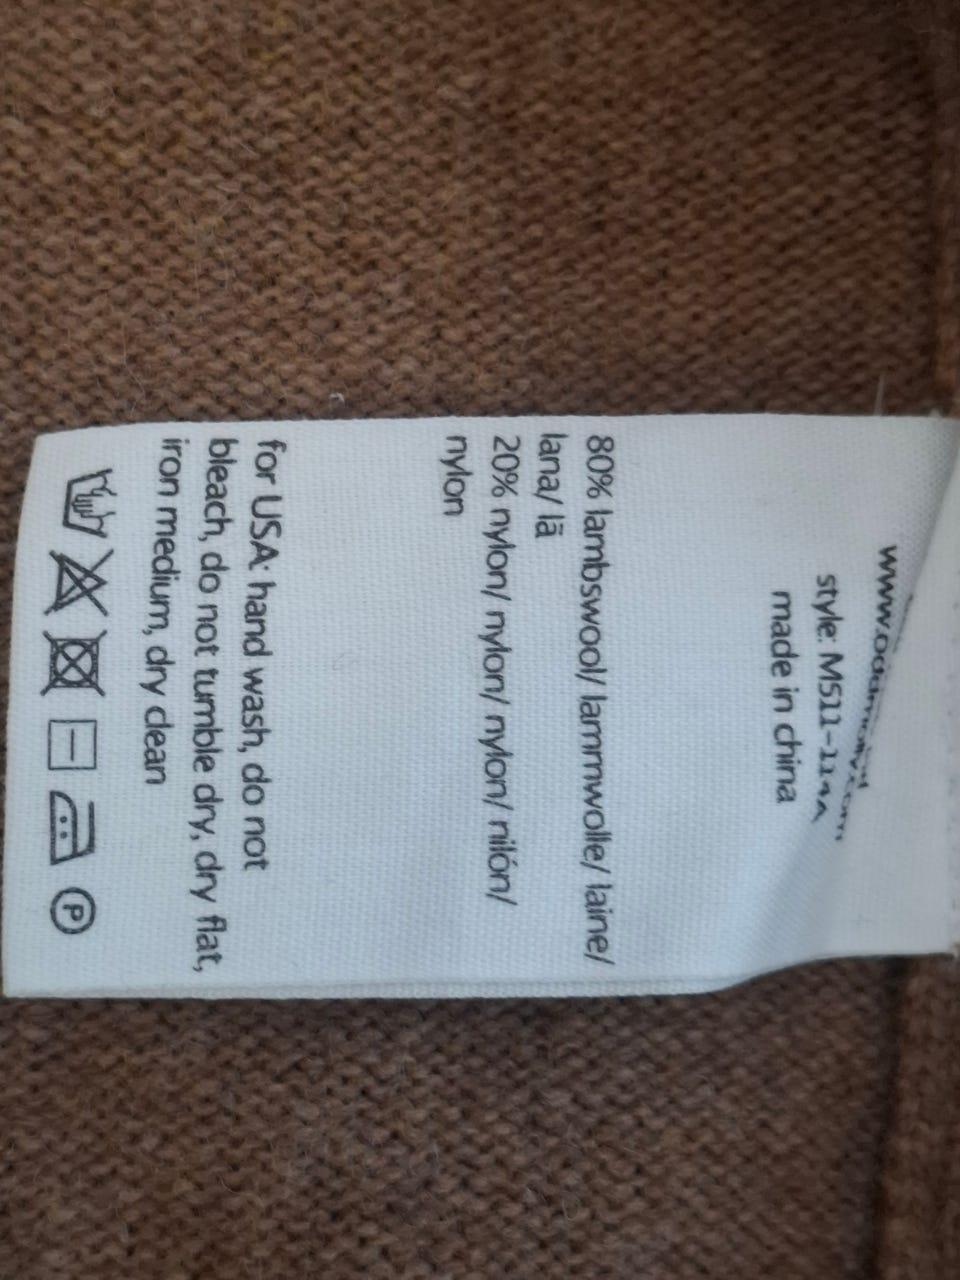 style: M511-114A
made in china
80% lambswool/ lammwolle/ laine/
lana/ lã
20% nylon/ nylon/ nylon/ nilón/
nylon
for USA: hand wash, do not
bleach, do not tumble dry, dry flat,
iron medium, dry clean
P